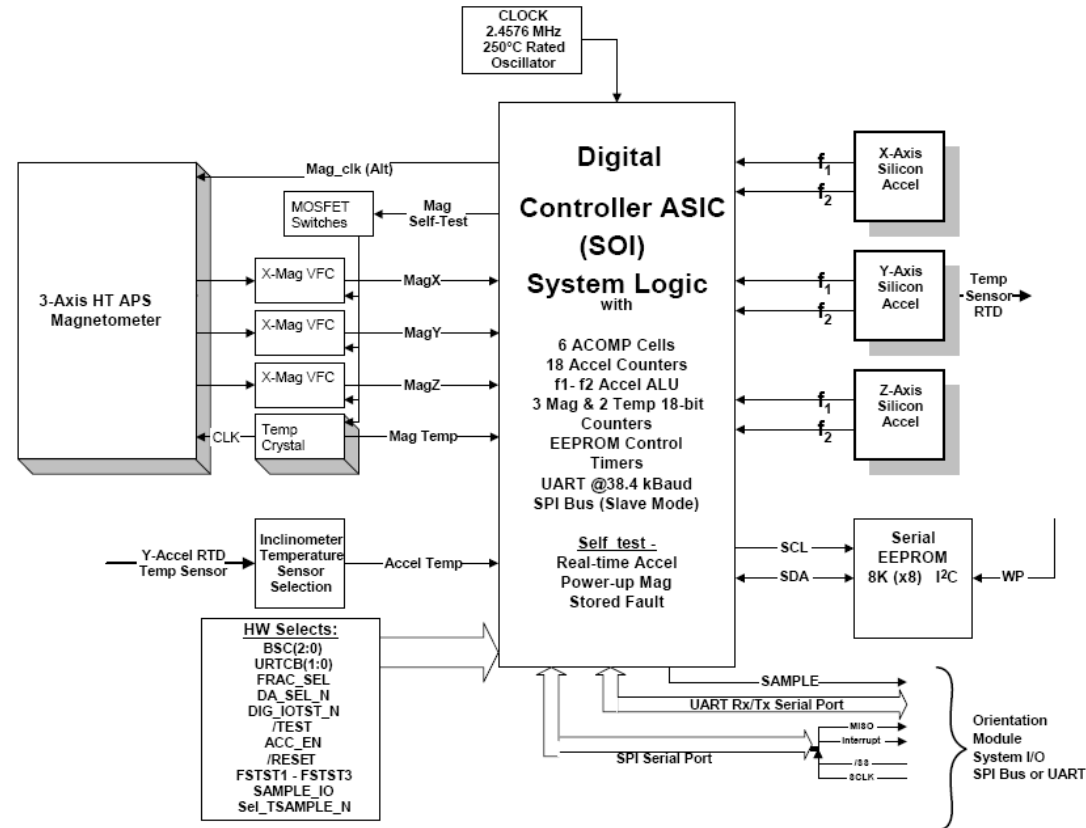 CLOCK
2.4576 MHz
250°C Rated
Oscillator
Mag_clk (Alt)
MOSFET
Switches
Mag
Self-Test
3-Axis HT APS
Magnetometer
X-Mag VFC
MagX
X-Mag VFC
MagY
X-Mag VFC
MagZ
CLK
Temp
Crystal
Mag Temp
Y-Accel RTD
Temp Sensor
Inclinometer
Temperature
Sensor
Selection
Accel Temp
HW Selects:
BSC(2:0)
URTCB(1:0)
FRAC_SEL
DA_SEL_N
DIG_IOTST_N
/TEST
ACC_EN
/RESET
FSTST1 - FSTST3
SAMPLE_IO
Sel_TSAMPLE_N
Digital
Controller ASIC
(SOI)
System Logic
with
6 ACOMP Cells
18 Accel Counters
f1- f2 Accel ALU
3 Mag & 2 Temp 18-bit
Counters
EEPROM Control
Timers
UART @38.4 kBaud
SPI Bus (Slave Mode)
Self test -
Real-time Accel
Power-up Mag
Stored Fault
f1
f2
X-Axis
Silicon
Accel
f1
f2
Y-Axis
Silicon
Accel
Temp
Sensor
RTD
f1
f2
Z-Axis
Silicon
Accel
SCL
SDA
Serial
EEPROM
8K (x8) I²C
WP
SAMPLE
UART Rx/Tx Serial Port
SPI Serial Port
MISO
Interrupt
/SS
SCLK
Orientation
Module
System I/O
SPI Bus or UART